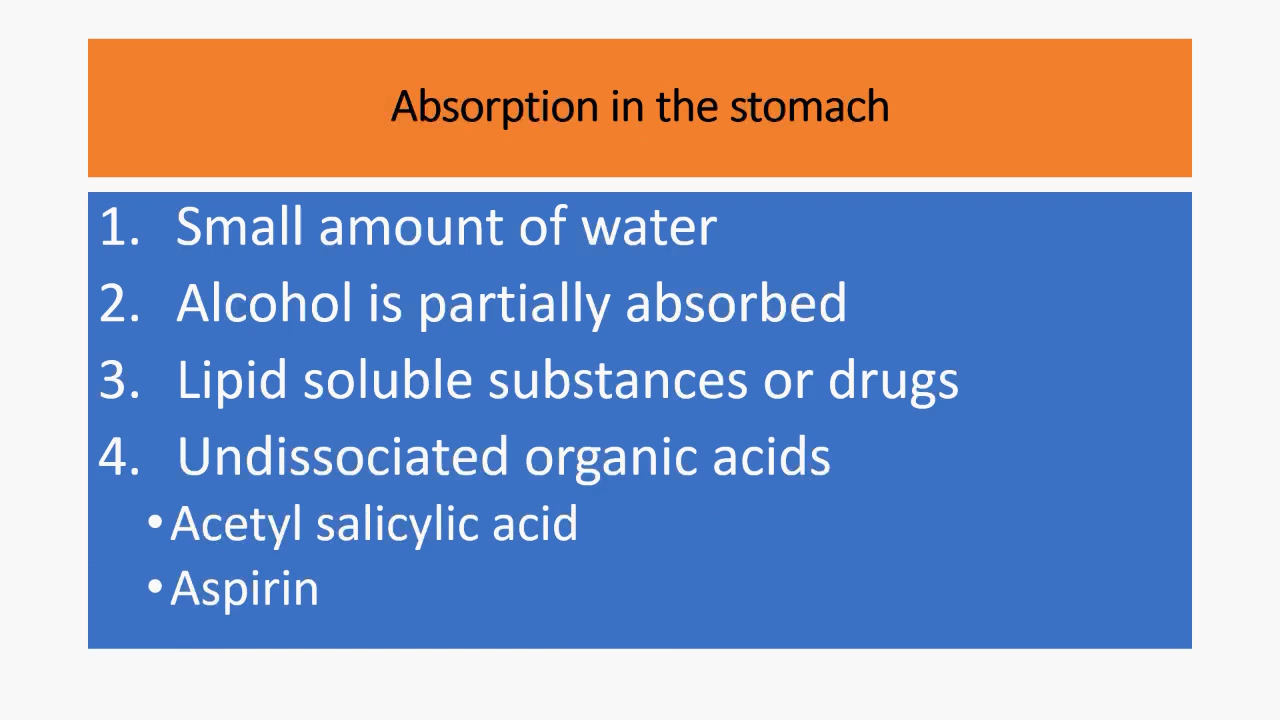 Absorption in the stomach
1. Small amount of water
2. Alcohol is partially absorbed
3. Lipid soluble substances or drugs
4. Undissociated organic acids
•Acetyl salicylic acid
•Aspirin